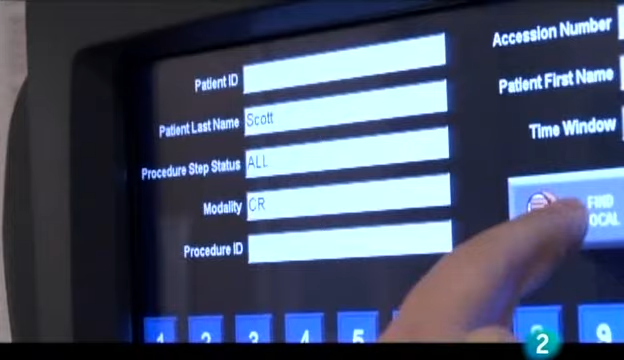 Patient ID
Accession Number
Patient Last Name Scott
Patient First Name
Procedure Step Status ALL
Time Window
Modality CR
FIND
Procedure ID
1 2 3 4 5 9
2